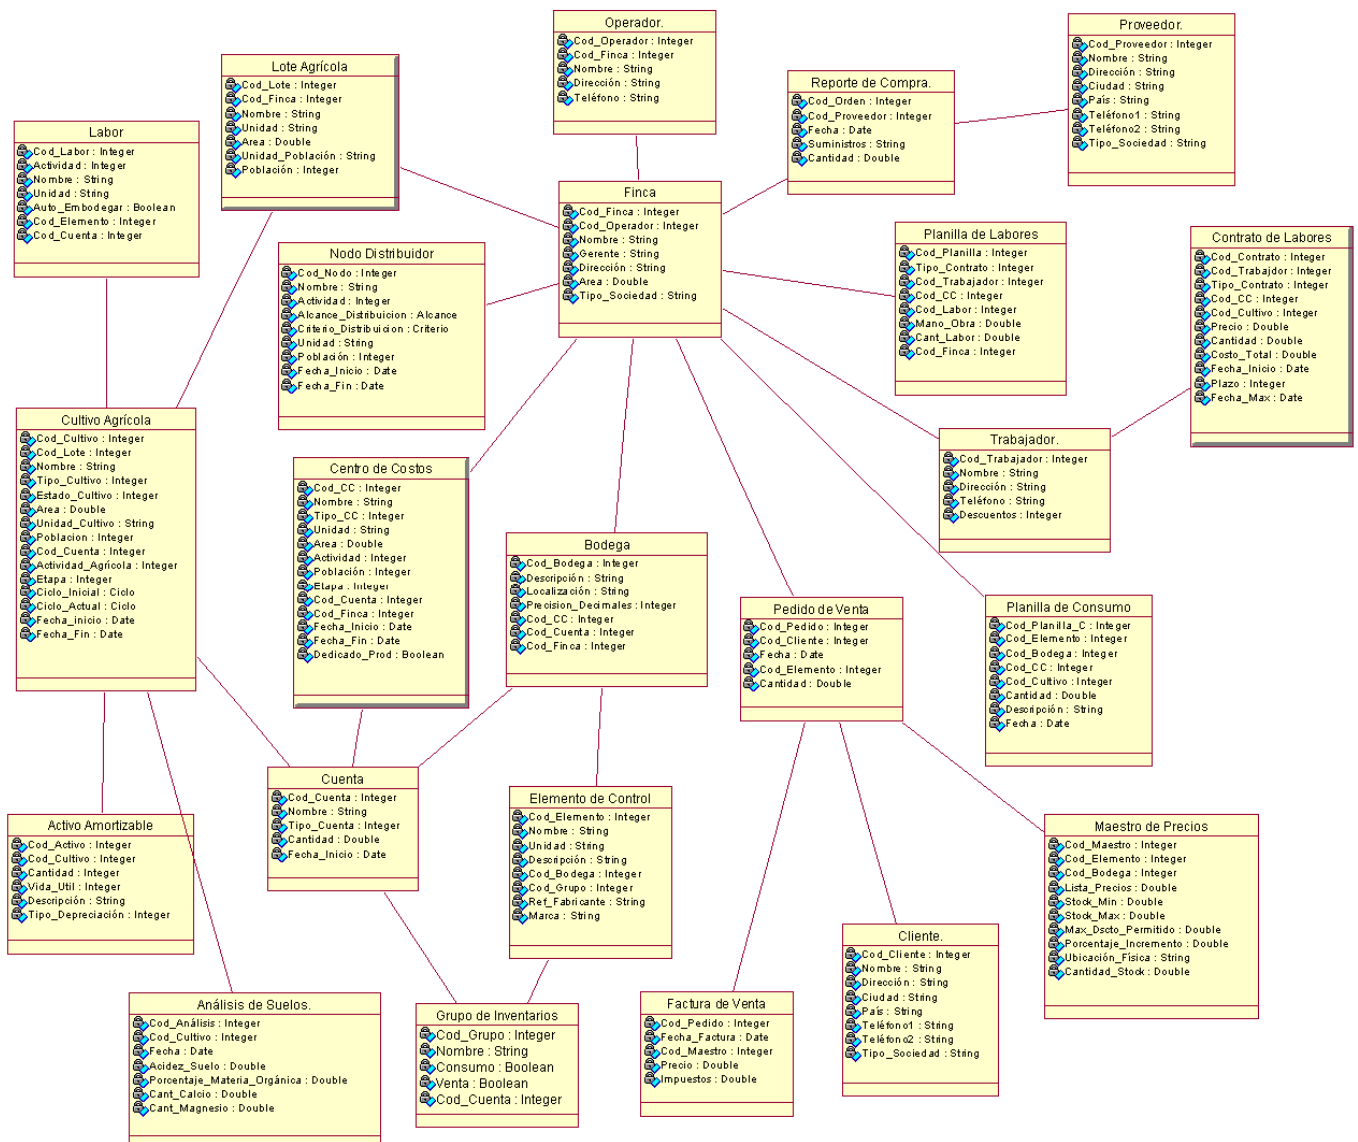 Operador.
Cod_Operador : Integer
Cod_Finca : Integer
Nombre : String
Dirección : String
Teléfono : String
Proveedor.
Cod_Proveedor : Integer
Nombre : String
Dirección : String
Ciudad : String
País : String
Teléfono1 : String
Teléfono2 : String
Tipo_Sociedad : String
Lote Agrícola
Cod_Lote : Integer
Cod_Finca : Integer
Nombre : String
Unidad : String
Area : Double
Unidad_Población : String
Población : Integer
Reporte de Compra.
Cod_Orden : Integer
Cod_Proveedor : Integer
Fecha : Date
Suministros : String
Cantidad : Double
Labor
Cod_Labor : Integer
Actividad : Integer
Nombre : String
Unidad : String
Auto_Embodegar : Boolean
Cod_Elemento : Integer
Cod_Cuenta : Integer
Finca
Cod_Finca : Integer
Cod_Operador : Integer
Nombre : String
Gerente : String
Dirección : String
Area : Double
Tipo_Sociedad : String
Planilla de Labores
Cod_Planilla : Integer
Tipo_Contrato : Integer
Cod_Trabajador : Integer
Cod_CC : Integer
Cod_Labor : Integer
Mano_Obra : Double
Cant_Labor : Double
Cod_Finca : Integer
Contrato de Labores
Cod_Contrato : Integer
Cod_Trabajor : Integer
Tipo_Contrato : Integer
Cod_CC : Integer
Cod_Cultivo : Integer
Precio : Double
Cantidad : Double
Costo_Total : Double
Fecha_Inicio : Date
Plazo : Integer
Fecha_Max : Date
Nodo Distribuidor
Cod_Nodo : Integer
Nombre : String
Actividad : Integer
Alcance_Distribuicion : Alcance
Criterio_Distribuicion : Criterio
Unidad : String
Población : Integer
Fecha_Inicio : Date
Fecha_Fin : Date
Cultivo Agrícola
Cod_Cultivo : Integer
Cod_Lote : Integer
Nombre : String
Tipo_Cultivo : Integer
Estado_Cultivo : Integer
Area : Double
Unidad_Cultivo : String
Poblacion : Integer
Cod_Cuenta : Integer
Actividad_Agrícola : Integer
Etapa : Integer
Ciclo_Inicial : Ciclo
Ciclo_Actual : Ciclo
Fecha_inicio : Date
Fecha_Fin : Date
Centro de Costos
Cod_CC : Integer
Nombre : String
Tipo_CC : Integer
Unidad : String
Area : Double
Actividad : Integer
Población : Integer
Etapa : Integer
Cod_Cuenta : Integer
Cod_Finca : Integer
Fecha_Inicio : Date
Fecha_Fin : Date
Dedicado_Prod : Boolean
Trabajador.
Cod_Trabajador : Integer
Nombre : String
Dirección : String
Teléfono : String
Descuentos : Integer
Bodega
Cod_Bodega : Integer
Descripción : String
Localización : String
Precision_Decimales : Integer
Cod_CC : Integer
Cod_Cuenta : Integer
Cod_Finca : Integer
Pedido de Venta
Cod_Pedido : Integer
Cod_Cliente : Integer
Fecha : Date
Cod_Elemento : Integer
Cantidad : Double
Planilla de Consumo
Cod_Planilla_C : Integer
Cod_Elemento : Integer
Cod_Bodega : Integer
Cod_CC : Integer
Cod_Cultivo : Integer
Cantidad : Double
Descripción : String
Fecha : Date
Cuenta
Cod_Cuenta : Integer
Nombre : String
Tipo_Cuenta : Integer
Cantidad : Double
Fecha_Inicio : Date
Elemento de Control
Cod_Elemento : Integer
Nombre : String
Unidad : String
Descripción : String
Cod_Bodega : Integer
Cod_Grupo : Integer
Ref_Fabricante : String
Marca : String
Activo Amortizable
Cod_Activo : Integer
Cod_Cultivo : Integer
Cantidad : Integer
Vida_Util : Integer
Descripción : String
Tipo_Depreciación : Integer
Maestro de Precios
Cod_Maestro : Integer
Cod_Elemento : Integer
Cod_Bodega : Integer
Lista_Precios : Double
Stock_Min : Double
Stock_Max : Double
Max_Dscto_Permitido : Double
Porcentaje_Incremento : Double
Ubicación_Física : String
Cantidad_Stock : Double
Cliente.
Cod_Cliente : Integer
Nombre : String
Dirección : String
Ciudad : String
País : String
Teléfono1 : String
Teléfono2 : String
Tipo_Sociedad : String
Análisis de Suelos.
Cod_Análisis : Integer
Cod_Cultivo : Integer
Fecha : Date
Acidez_Suelo : Double
Porcentaje_Materia_Orgánica : Double
Cant_Calcio : Double
Cant_Magnesio : Double
Grupo de Inventarios
Cod_Grupo : Integer
Nombre : String
Consumo : Boolean
Venta : Boolean
Cod_Cuenta : Integer
Factura de Venta
Cod_Pedido : Integer
Fecha_Factura : Date
Cod_Maestro : Integer
Precio : Double
Impuestos : Double